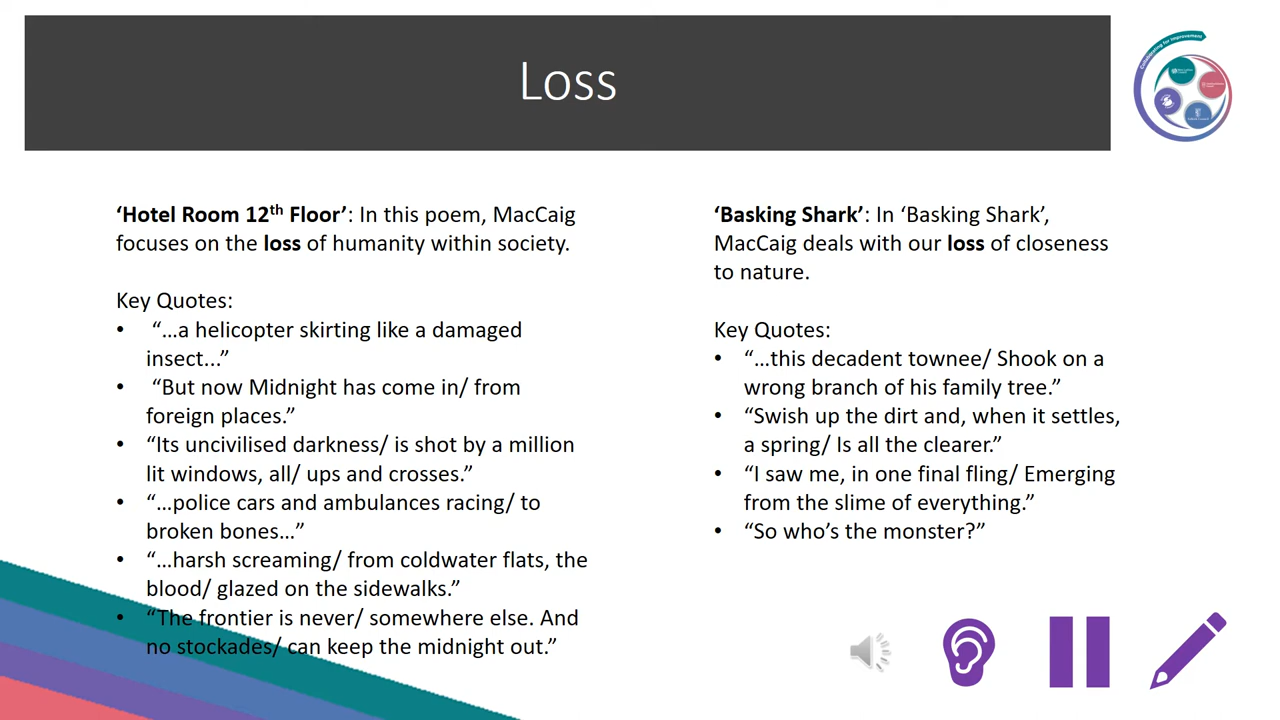 Loss
Collaborating for Improvement
‘Hotel Room 12th Floor’: In this poem, MacCaig
focuses on the loss of humanity within society.
Key Quotes:
• “…a helicopter skirting like a damaged
insect...”
• “But now Midnight has come in/ from
foreign places.”
• “Its uncivilised darkness/ is shot by a million
lit windows, all/ ups and crosses.”
• “…police cars and ambulances racing/ to
broken bones…”
• “…harsh screaming/ from coldwater flats, the
blood/ glazed on the sidewalks.”
• “The frontier is never/ somewhere else. And
no stockades/ can keep the midnight out.”
‘Basking Shark’: In ‘Basking Shark’,
MacCaig deals with our loss of closeness
to nature.
Key Quotes:
• “…this decadent townee/ Shook on a
wrong branch of his family tree.”
• “Swish up the dirt and, when it settles,
a spring/ Is all the clearer.”
• “I saw me, in one final fling/ Emerging
from the slime of everything.”
• “So who’s the monster?”